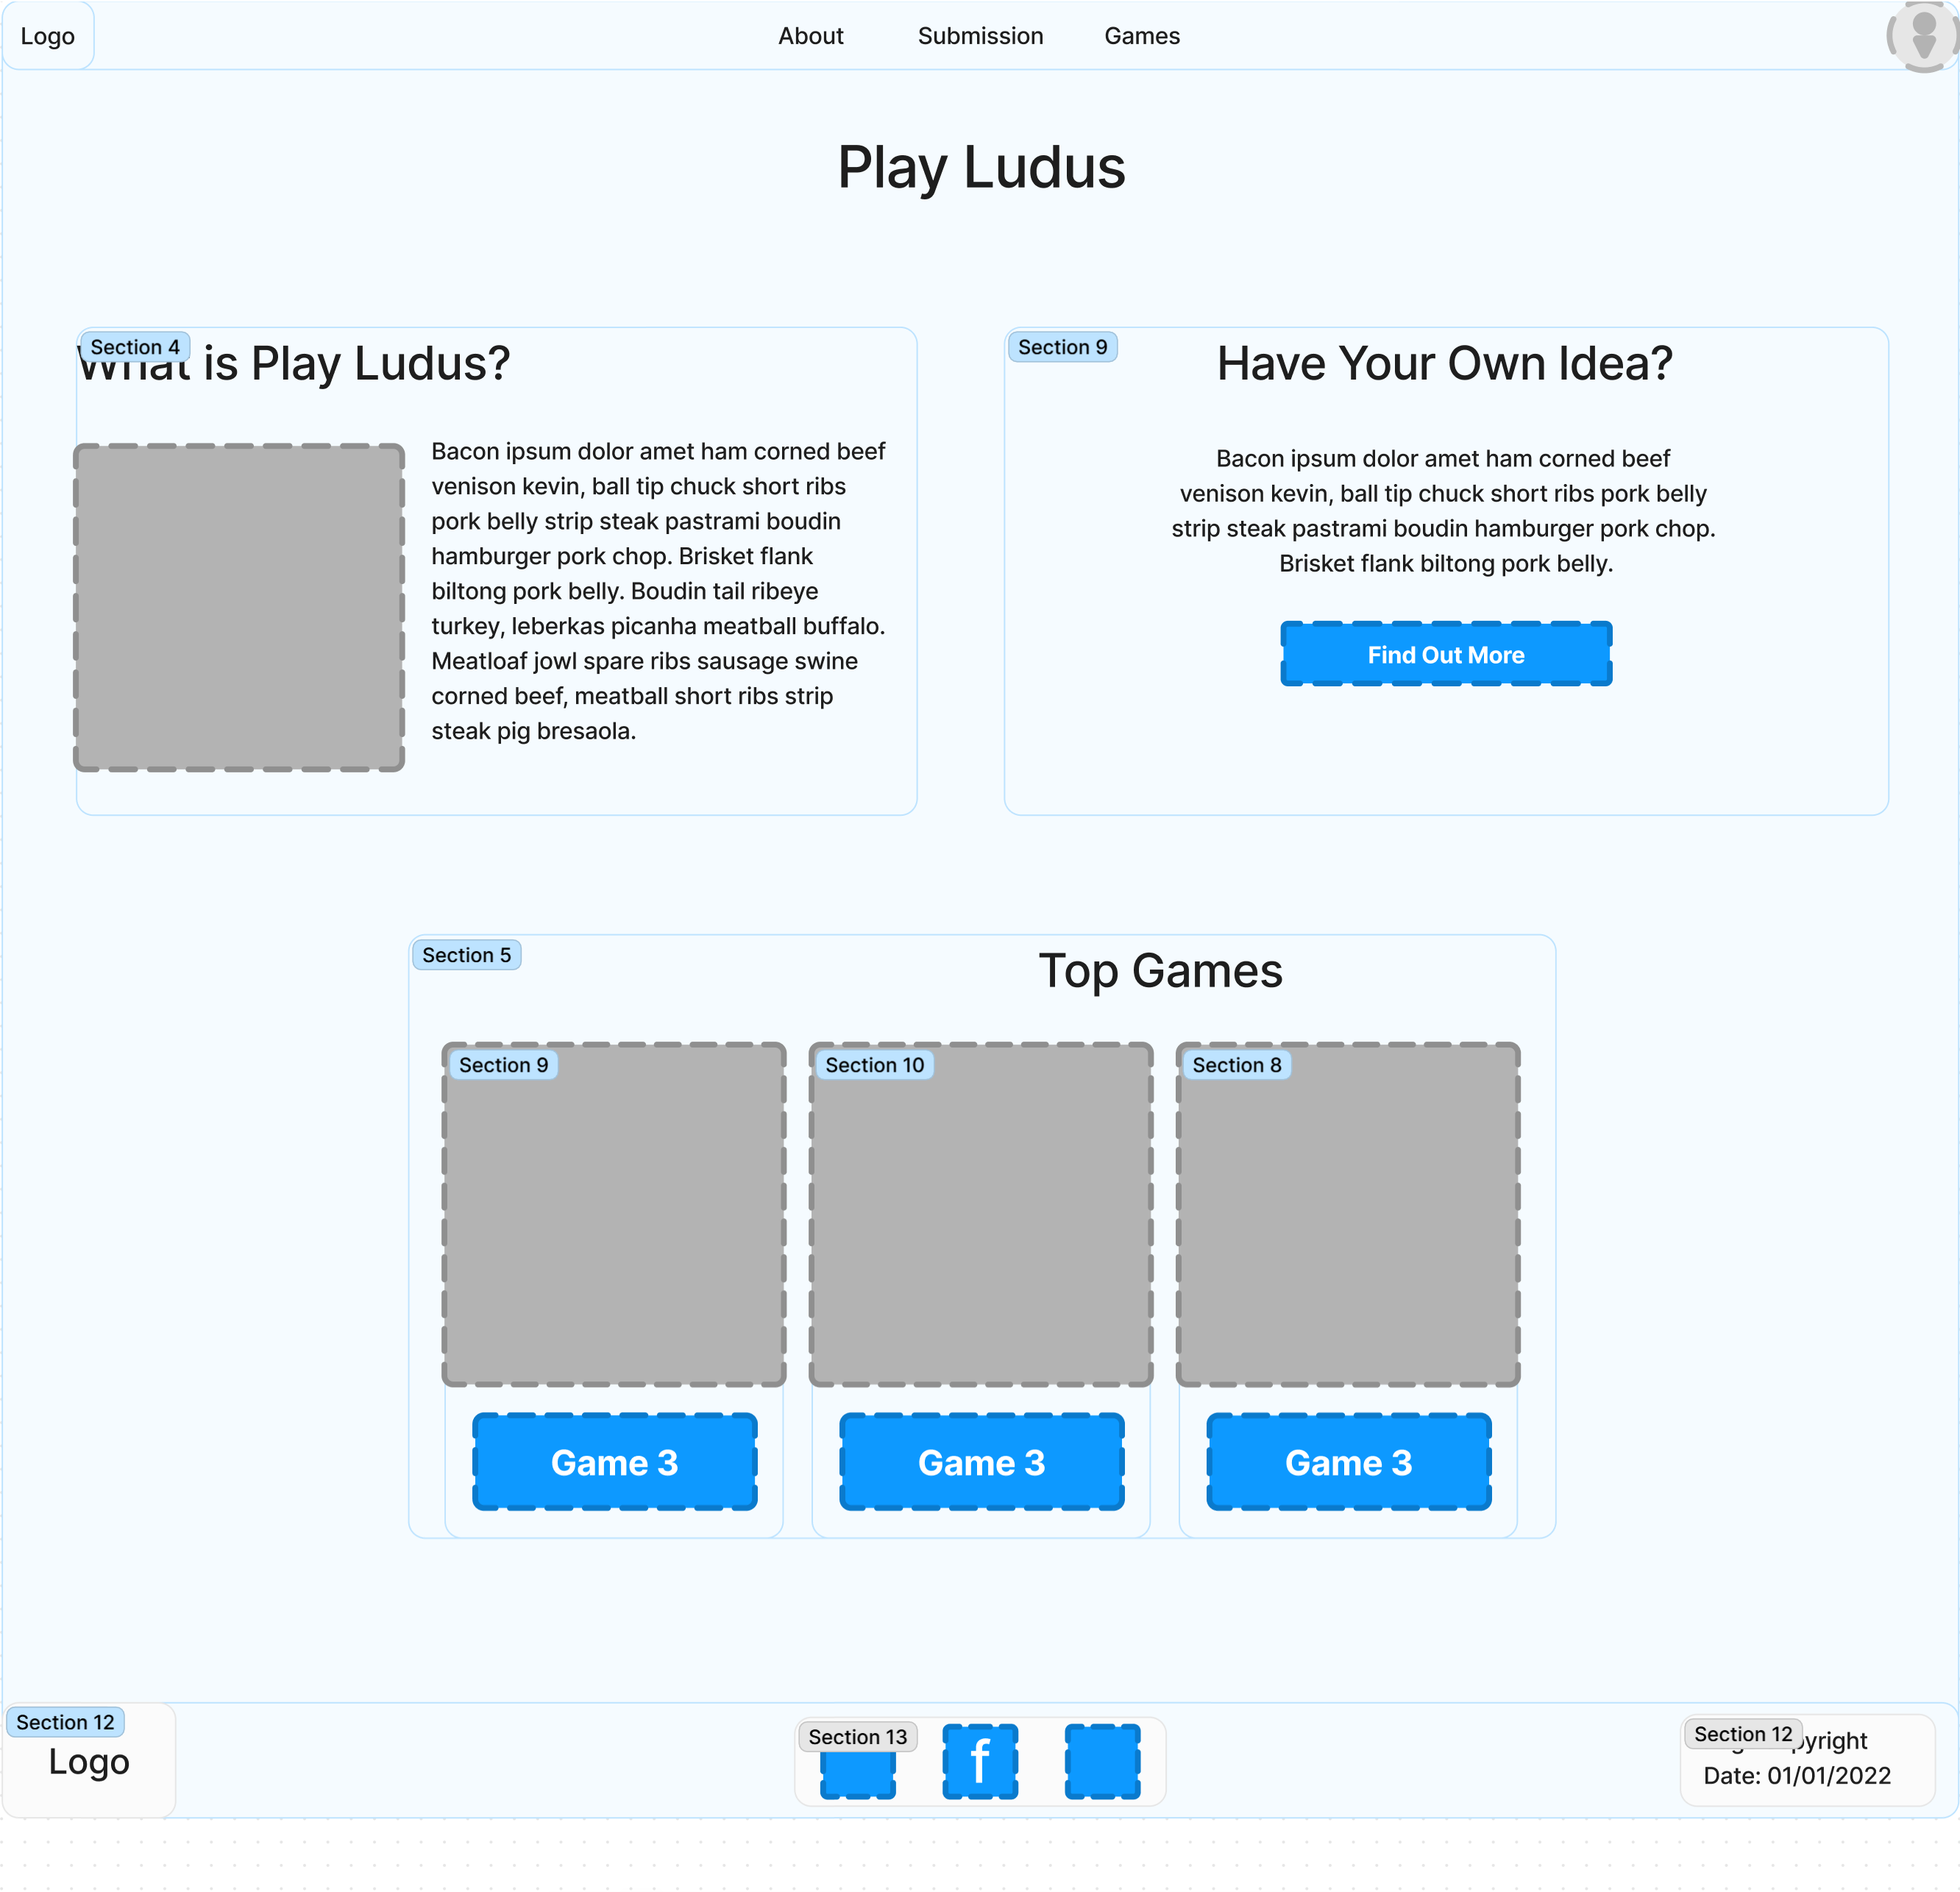 Logo
About
Submission
Games
Play Ludus
Section 4
What is Play Ludus?
Bacon ipsum dolor amet ham corned beef
venison kevin, ball tip chuck short ribs
pork belly strip steak pastrami boudin
hamburger pork chop. Brisket flank
biltong pork belly. Boudin tail ribeye
turkey, leberkas picanha meatball buffalo.
Meatloaf jowl spare ribs sausage swine
corned beef, meatball short ribs strip
steak pig bresaola.
Section 9
Have Your Own Idea?
Bacon ipsum dolor amet ham corned beef
venison kevin, ball tip chuck short ribs pork belly
strip steak pastrami boudin hamburger pork chop.
Brisket flank biltong pork belly.
Find Out More
Section 5
Top Games
Section 9
Section 10
Section 8
Game 3
Game 3
Game 3
Section 12
Logo
Section 13
f
Section 12
Date: 01/01/2022